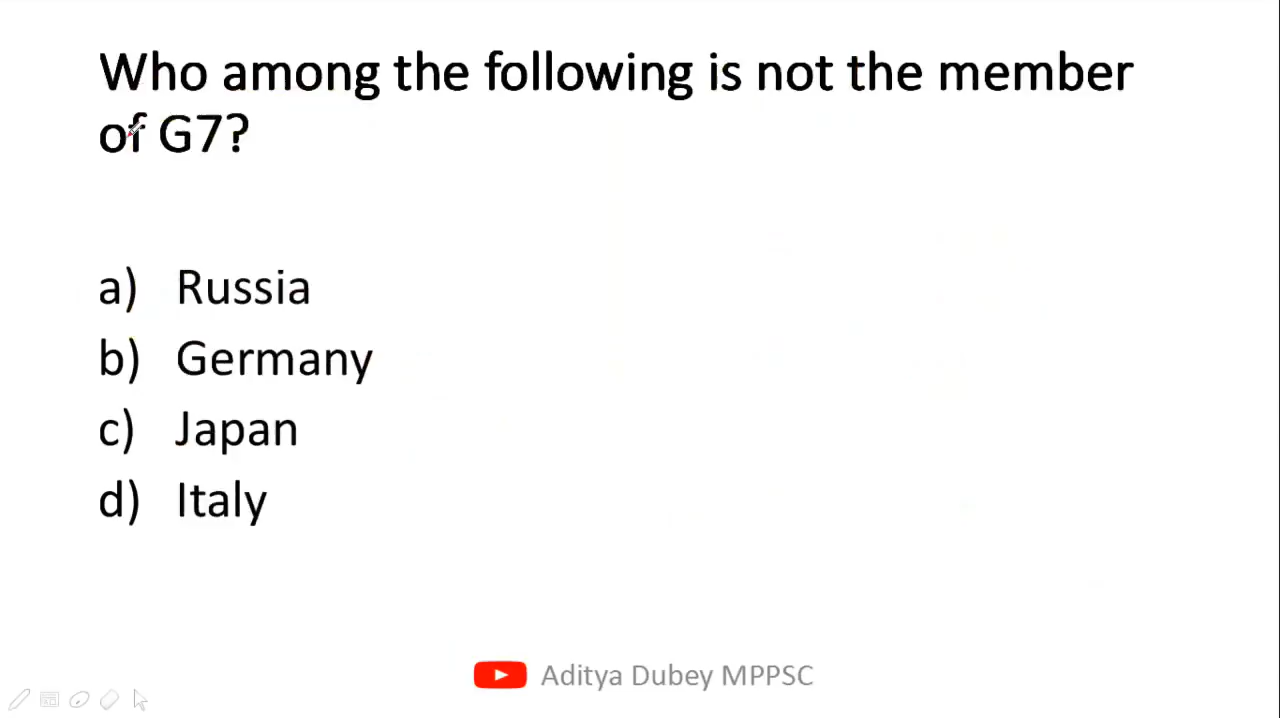 Who among the following is not the member
of G7?
a) Russia
b) Germany
c) Japan
d) Italy
Aditya Dubey MPPSC